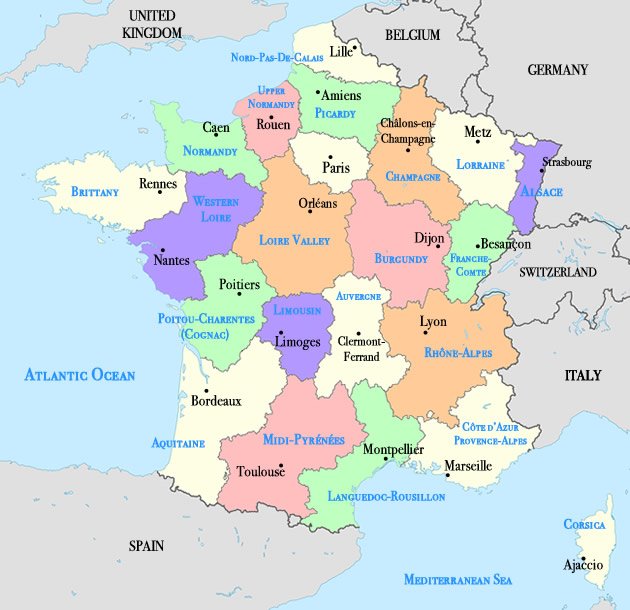 UNITED
KINGDOM
BELGIUM
GERMANY
Nord-Pas-De-Calais
Lille
Upper
Normandy
Rouen
Amiens
Picardy
Caen
Normandy
Châlons-en-
Champagne
Champagne
Metz
Lorraine
Strasbourg
Alsace
Paris
Brittany
Rennes
Western
Loire
Nantes
Orléans
Loire Valley
Dijon
Burgundy
Besançon
Franche-
Comte
SWITZERLAND
Poitiers
Poitou-Charentes
(Cognac)
Limousin
Limoges
Auvergne
Clermont-
Ferrand
Lyon
Rhône-Alpes
ITALY
Atlantic Ocean
Bordeaux
Aquitaine
Midi-Pyrénées
Toulouse
Montpellier
Languedoc-Rousillon
Côte d'Azur
Provence-Alpes
Marseille
SPAIN
Corsica
Ajaccio
Mediterranean Sea